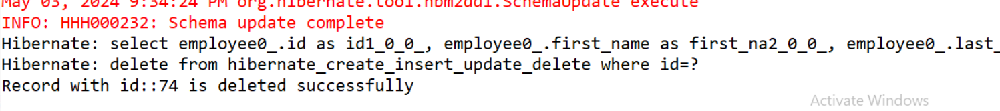 May 03, 2024 9:34:24 PM org.hibernate.tool.hbm2ddl.SchemaUpdate execute
INFO: HHH000232: Schema update complete
Hibernate: select employee0_.id as id1_0_0_, employee0_.first_name as first_na2_0_0_, employee0_.last_
Hibernate: delete from hibernate_create_insert_update_delete where id=?
Record with id::74 is deleted successfully
Activate Windows